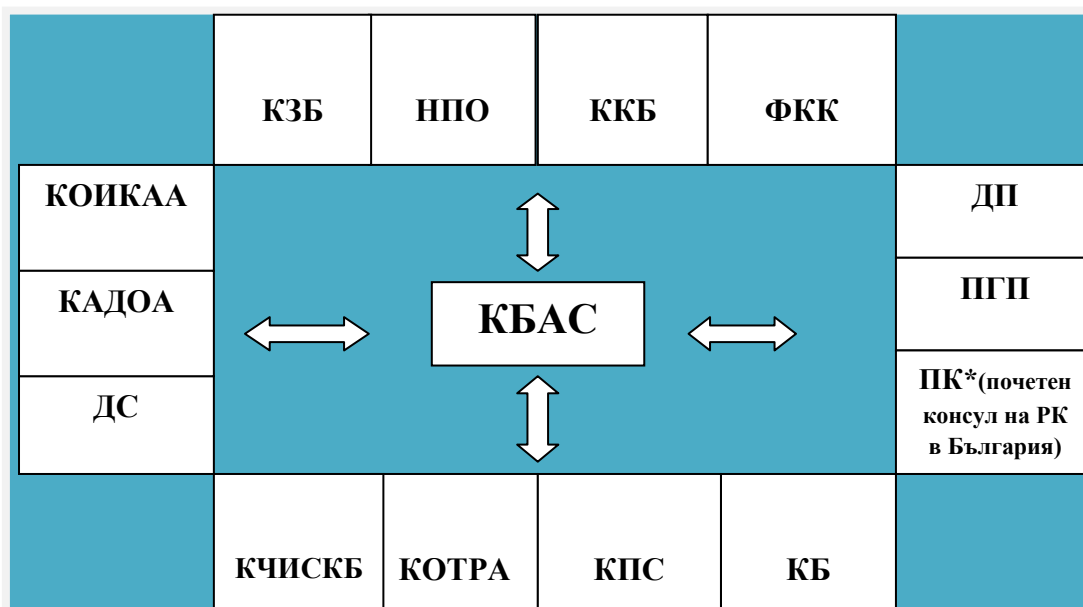 КЗБ
НПО
ККБ
ФКК
КОИКАА
КАДОА
ДС
КБАС
ДП
ПГП
ПК*(почетен
консул на РК
в България)
КЧИСКБ
КОТРА
КПС
КБ